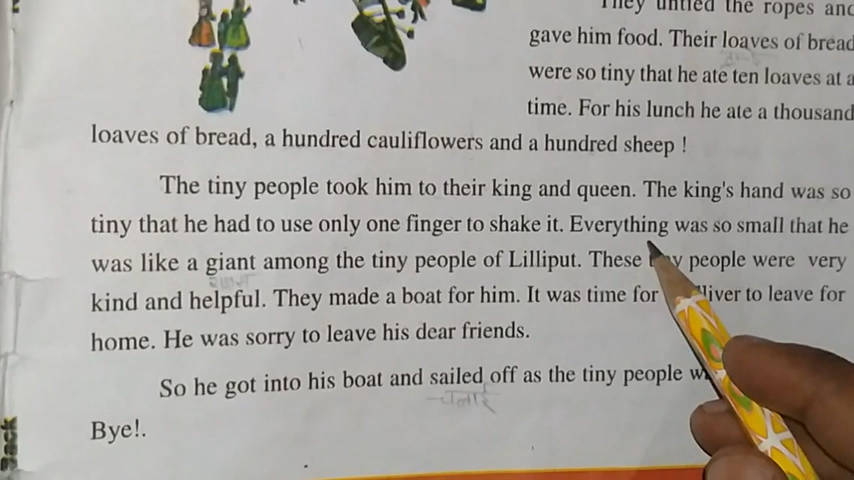 They untied the ropes and
gave him food. Their loaves of bread
were so tiny that he ate ten loaves at a
time. For his lunch he ate a thousand
loaves of bread, a hundred cauliflowers and a hundred sheep !
The tiny people took him to their king and queen. The king's hand was so
tiny that he had to use only one finger to shake it. Everything was so small that he
was like a giant among the tiny people of Lilliput. These people were very
kind and helpful. They made a boat for him. It was time for liver to leave for
home. He was sorry to leave his dear friends.
So he got into his boat and sailed off as the tiny people
Bye!.
Back